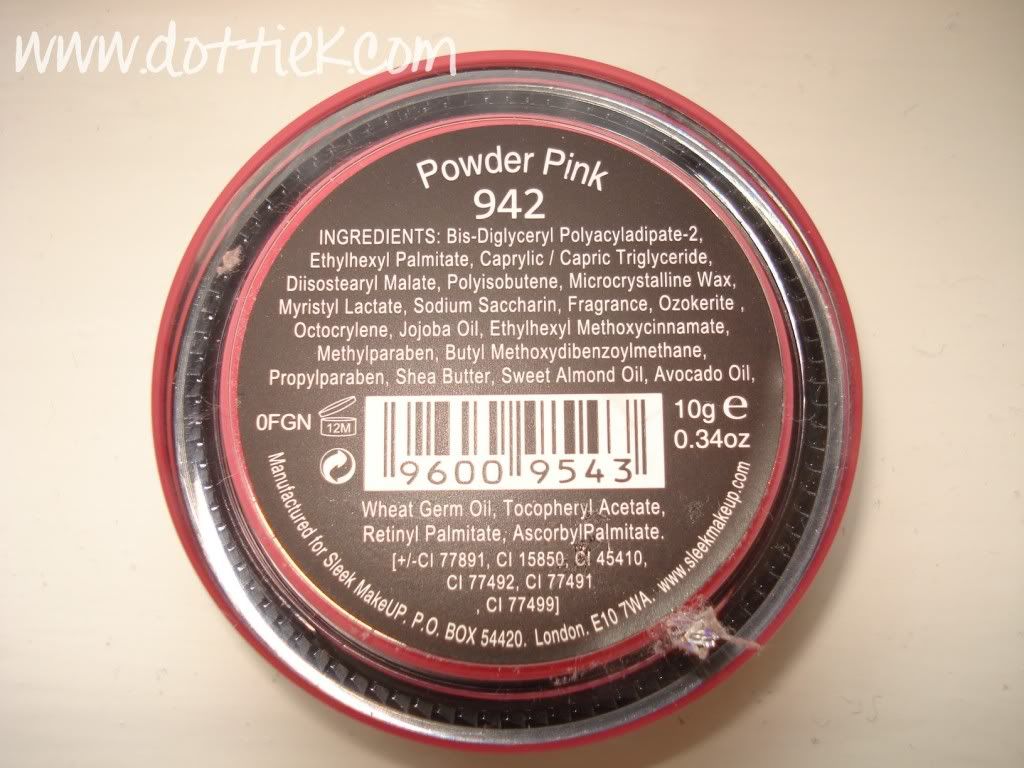 www.dottiek.com
Powder Pink
942
INGREDIENTS: Bis-Diglyceryl Polyacyladipate-2,
Ethylhexyl Palmitate, Caprylic / Capric Triglyceride,
Diisostearyl Malate, Polyisobutene, Microcrystalline Wax,
Myristyl Lactate, Sodium Saccharin, Fragrance, Ozokerite ,
Octocrylene, Jojoba Oil, Ethylhexyl Methoxycinnamate,
Methylparaben, Butyl Methoxydibenzoylmethane,
Propylparaben, Shea Butter, Sweet Almond Oil, Avocado Oil,
0FGN 12M
9600 9543
10g e
0.34oz
Wheat Germ Oil, Tocopheryl Acetate,
Retinyl Palmitate, AscorbylPalmitate.
[+/-CI 77891, CI 15850, CI 45410,
CI 77492, CI 77491
, CI 77499]
Manufactured for Sleek MakeUP. P.O. BOX 54420. London. E10 7WA. www.sleekmakeup.com